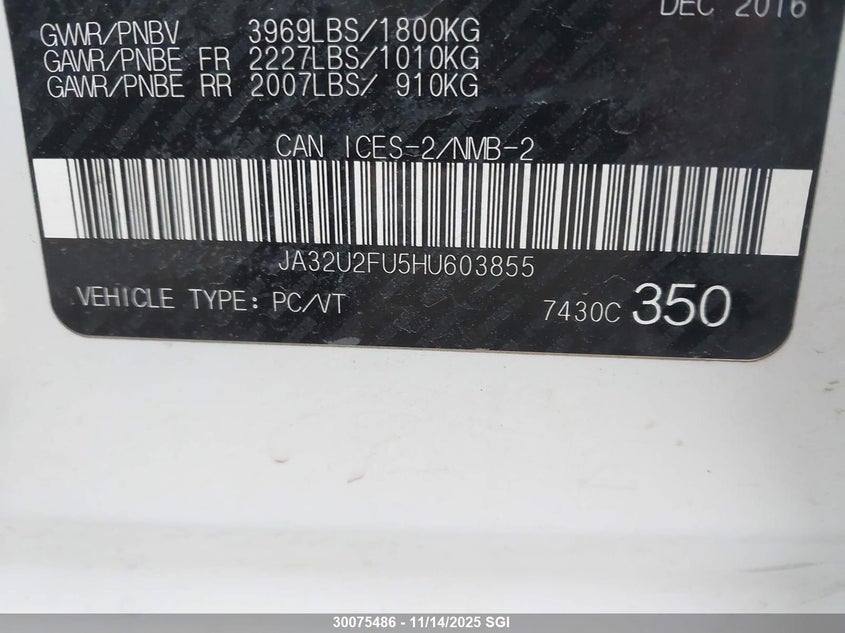 DEC 2016
GVWR/PNBV 3969LBS/1800KG
GAWR/PNBE FR 2227LBS/1010KG
GAWR/PNBE RR 2007LBS/ 910KG
CAN ICES-2/NMB-2
JA32U2FU5HU603855
VEHICLE TYPE: PC/VT 7430C 350
30075486 - 11/14/2025 SGI